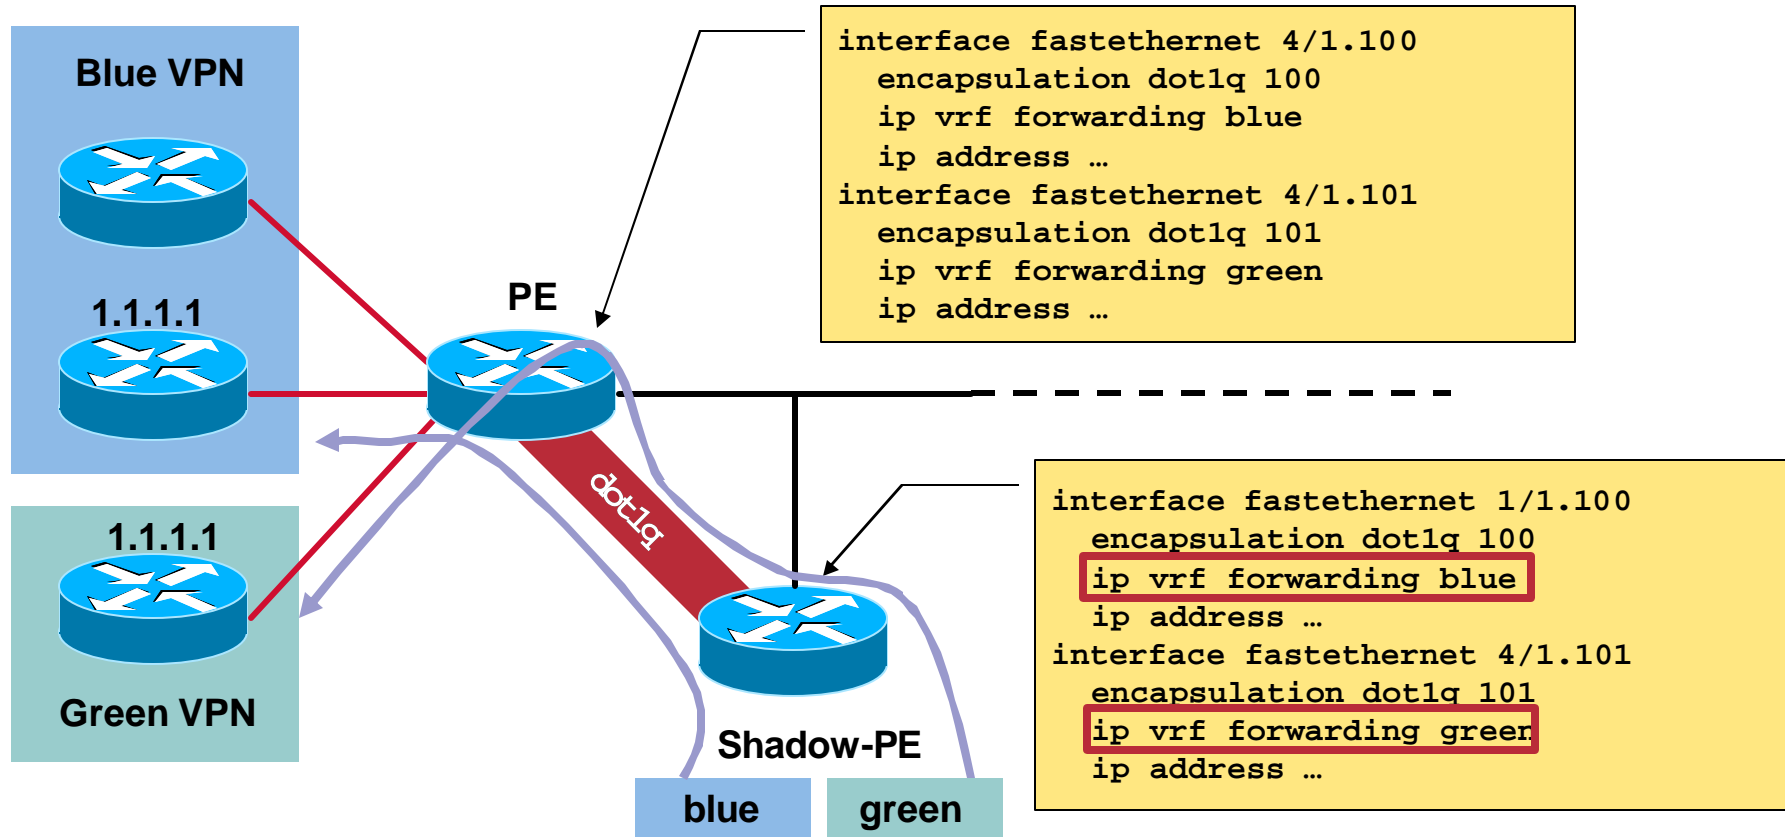 Blue VPN
1.1.1.1
1.1.1.1
Green VPN
PE
dot1q
Shadow-PE
blue
green
interface fastethernet 4/1.100
encapsulation dot1q 100
ip vrf forwarding blue
ip address …
interface fastethernet 4/1.101
encapsulation dot1q 101
ip vrf forwarding green
ip address …
interface fastethernet 1/1.100
encapsulation dot1q 100
ip vrf forwarding blue
ip address …
interface fastethernet 4/1.101
encapsulation dot1q 101
ip vrf forwarding green
ip address …